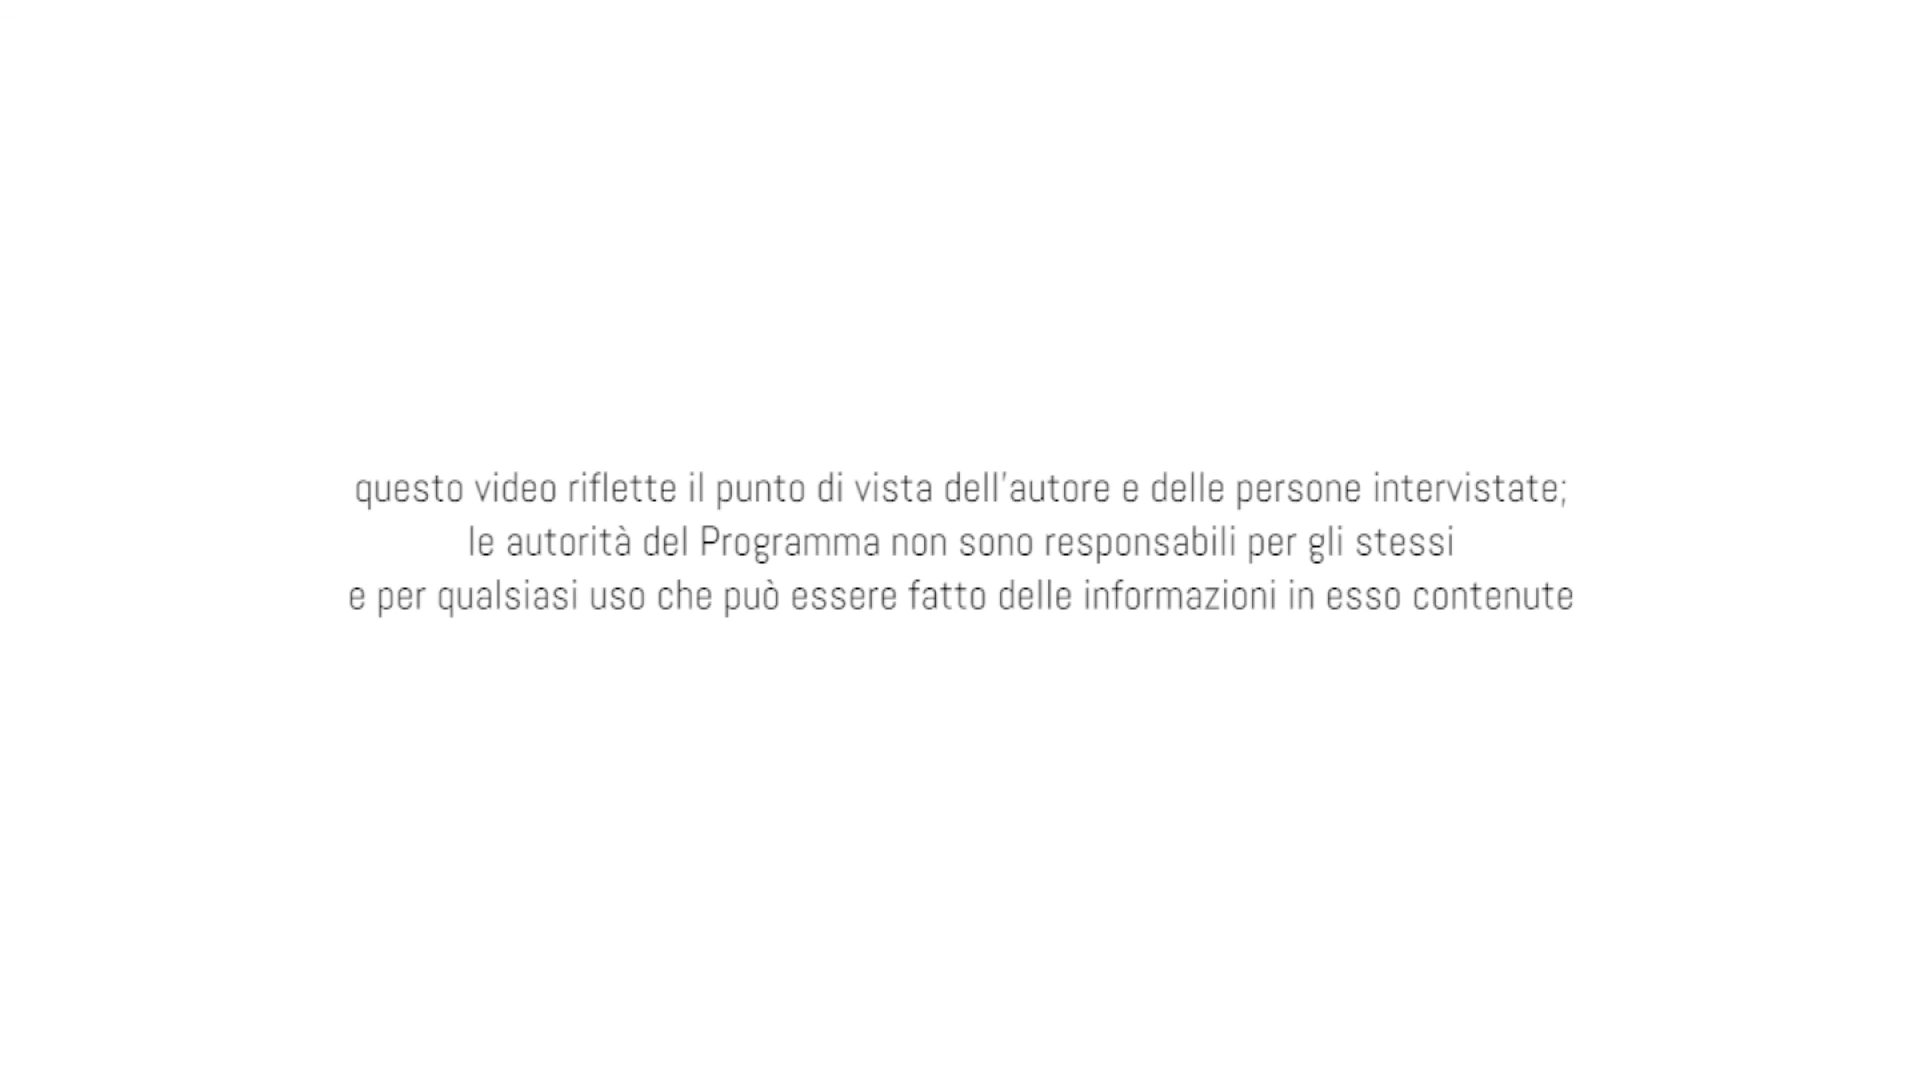 questo video riflette il punto di vista dell'autore e delle persone intervistate;
le autorità del Programma non sono responsabili per gli stessi
e per qualsiasi uso che può essere fatto delle informazioni in esso contenute